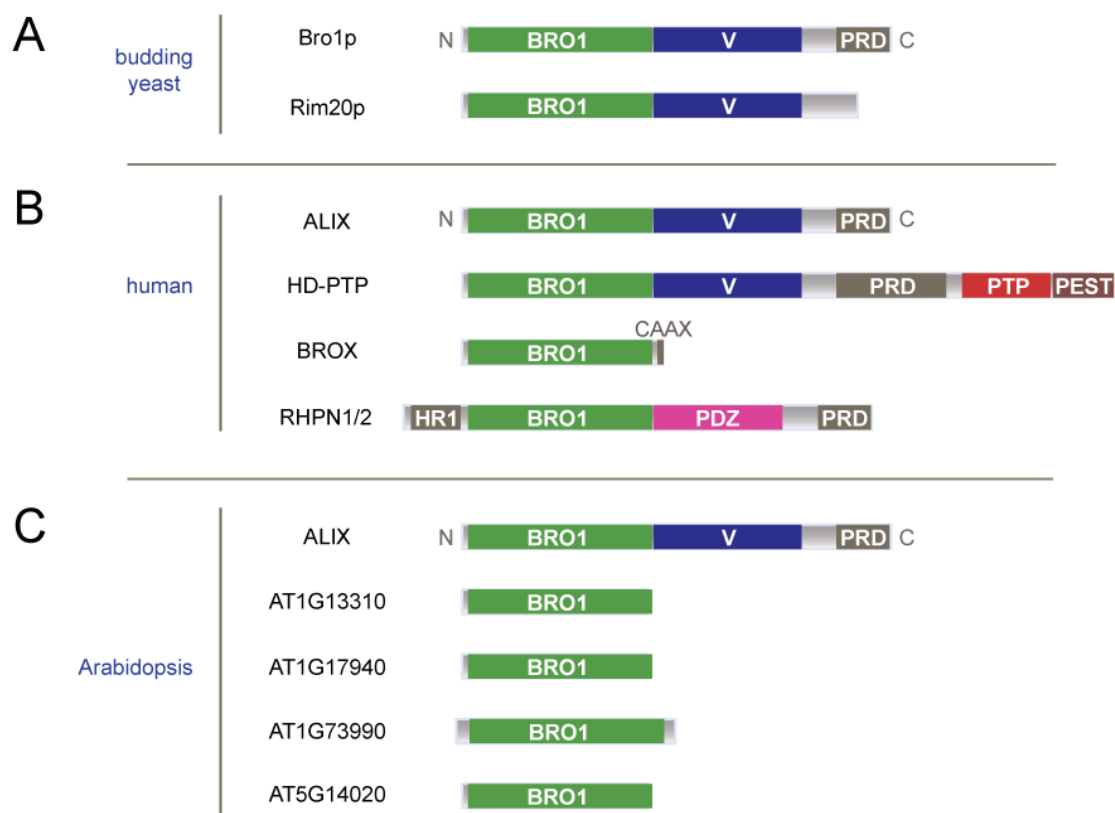 A
budding
yeast
Bro1p
N BRO1 V PRD C
Rim20p
BRO1 V
B
human
ALIX
N BRO1 V PRD C
HD-PTP
BRO1 V PRD PTP PEST
CAAX
BROX
BRO1
RHPN1/2
HR1 BRO1 PDZ PRD
C
Arabidopsis
ALIX
N BRO1 V PRD C
AT1G13310
BRO1
AT1G17940
BRO1
AT1G73990
BRO1
AT5G14020
BRO1